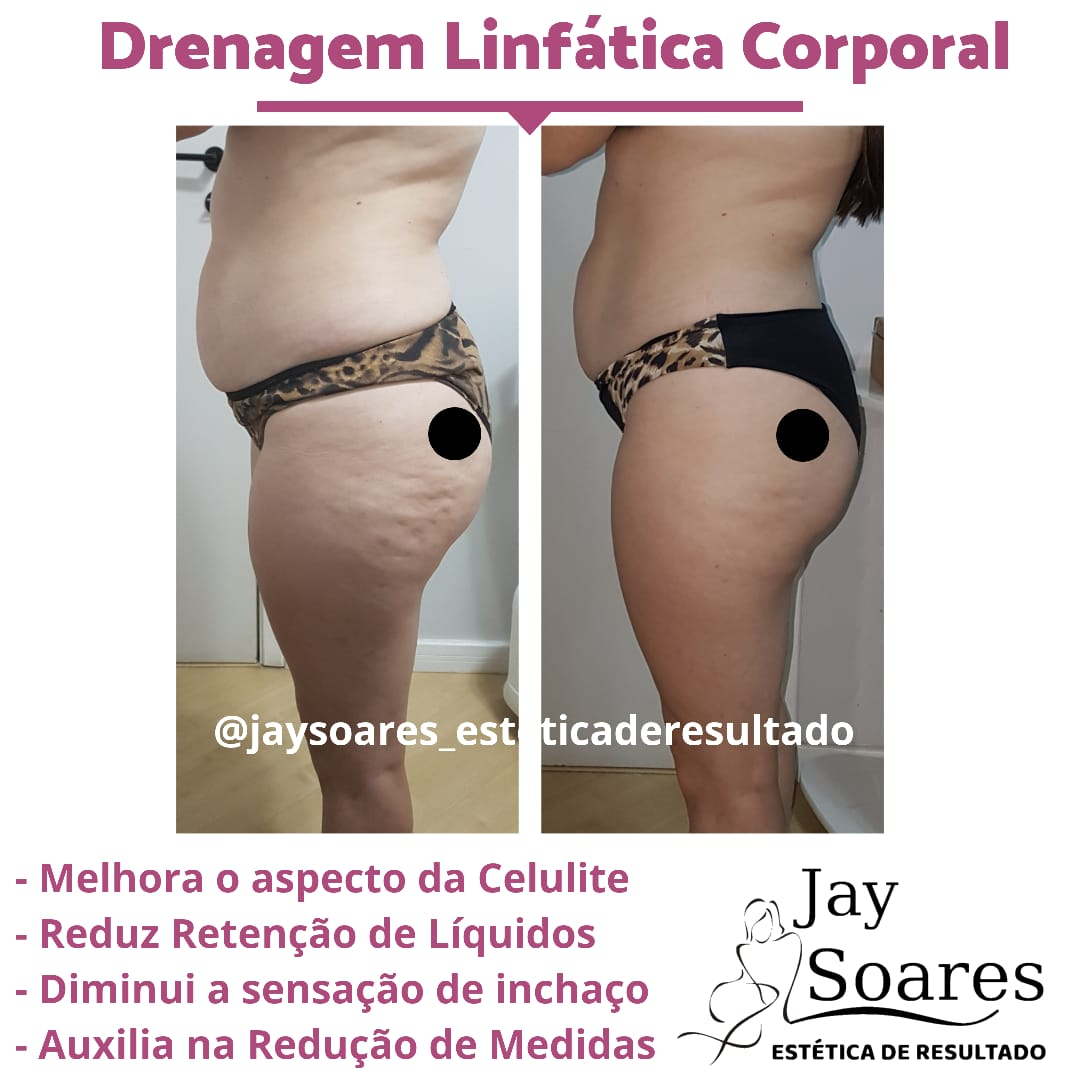 Drenagem Linfática Corporal
@jaysoares_estéticaderesultado
- Melhora o aspecto da Celulite
- Reduz Retenção de Líquidos
- Diminui a sensação de inchaço
- Auxilia na Redução de Medidas
Jay
Soares
ESTÉTICA DE RESULTADO